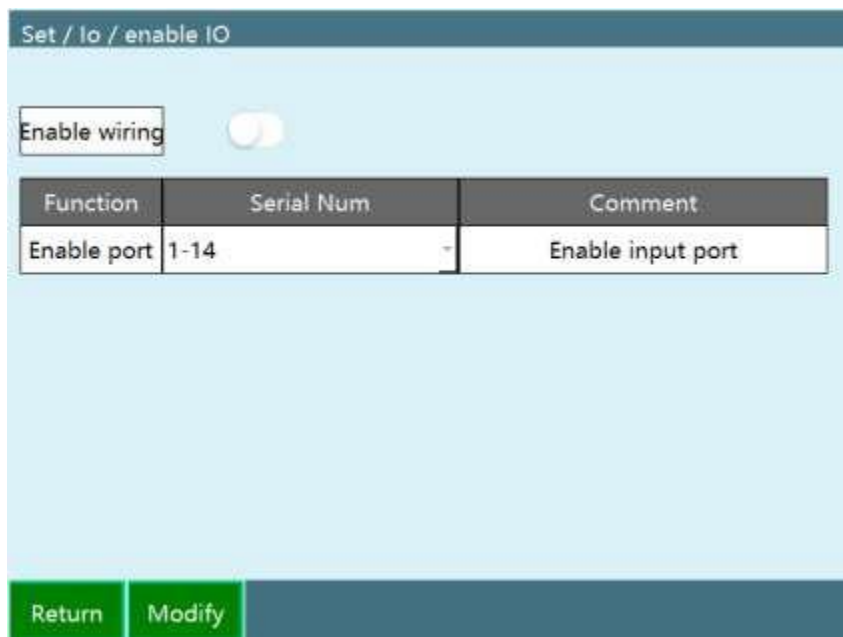 Set / Io / enable IO
Enable wiring
Function Serial Num Comment
Enable port 1-14 Enable input port
Return Modify